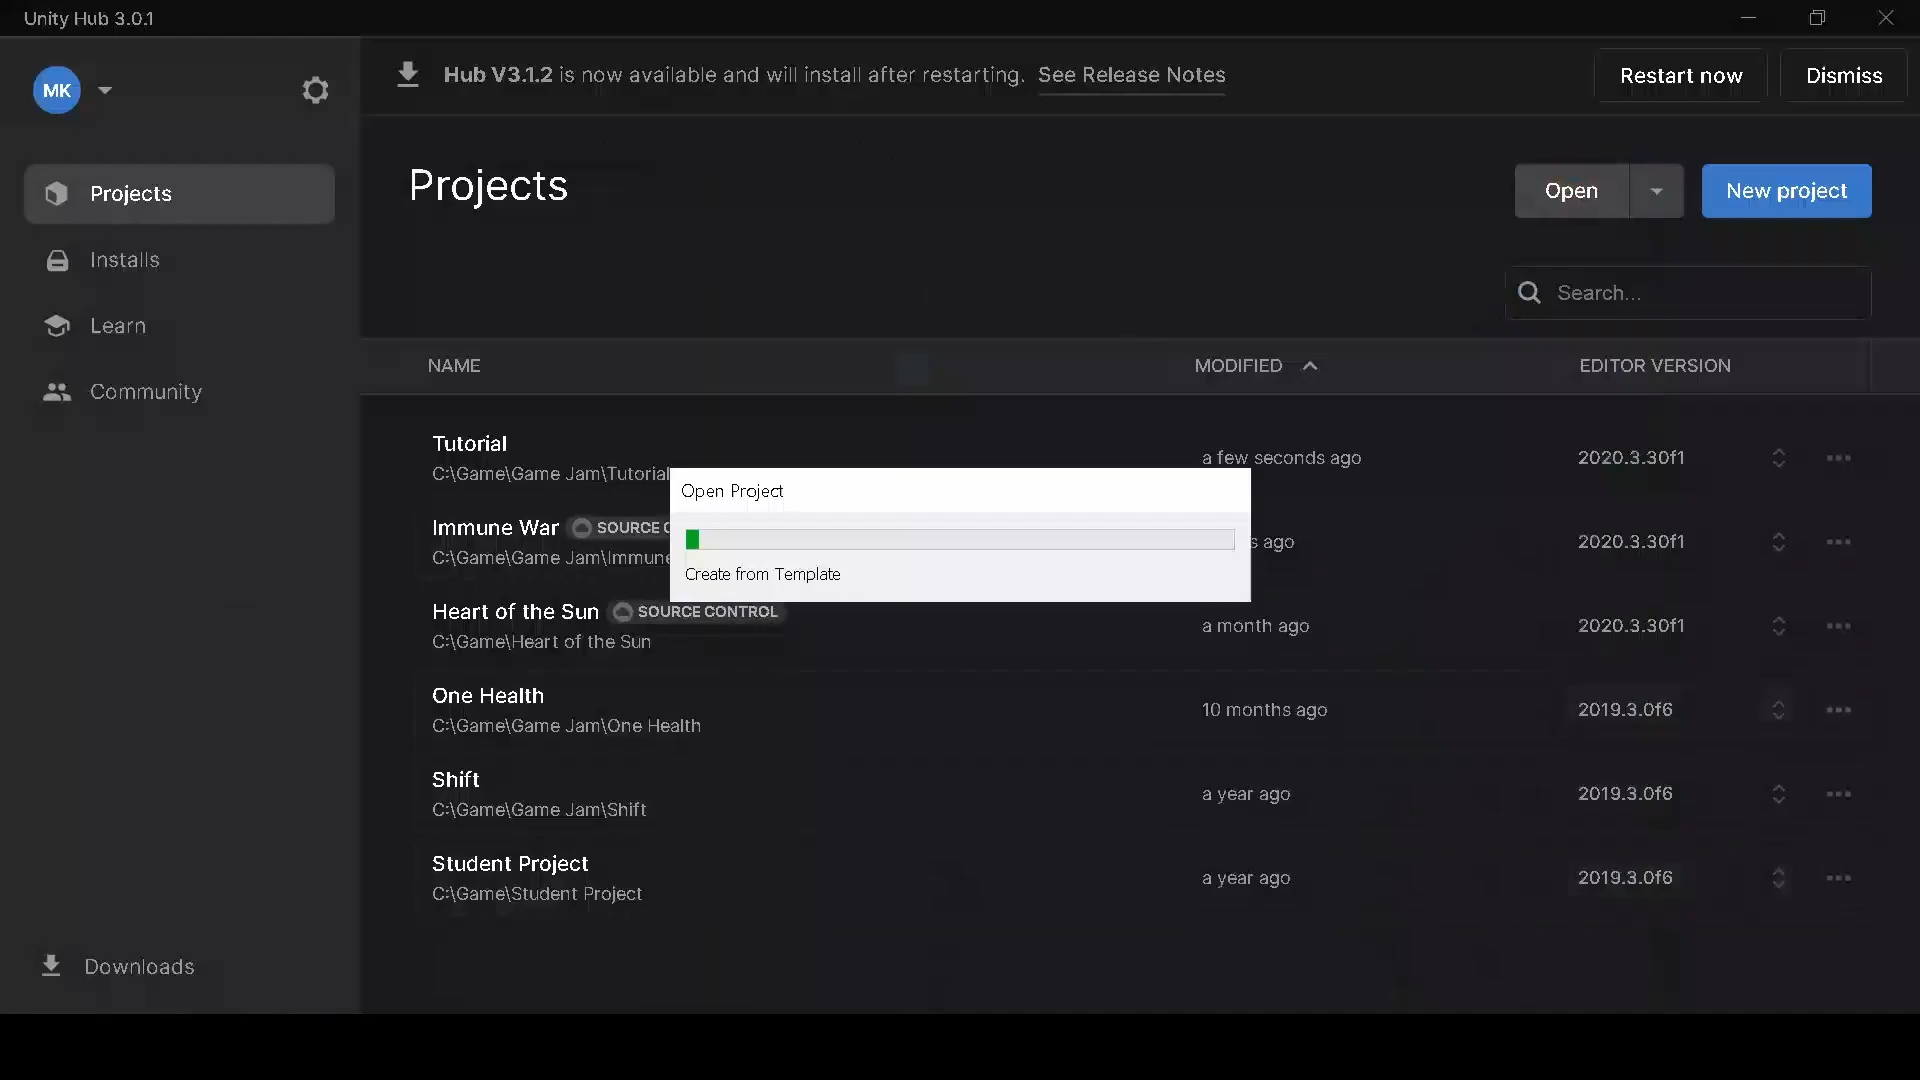 Unity Hub 3.0.1
MK
Hub V3.1.2 is now available and will install after restarting. See Release Notes
Restart now
Dismiss
Projects
Installs
Learn
Community
Downloads
Projects
Open
New project
Search...
NAME
MODIFIED
EDITOR VERSION
Tutorial
C:\Game\Game Jam\Tutorial
a few seconds ago
2020.3.30f1
Immune War
SOURCE C
C:\Game\Game Jam\Immune
s ago
2020.3.30f1
Open Project
Create from Template
Heart of the Sun
SOURCE CONTROL
C:\Game\Heart of the Sun
a month ago
2020.3.30f1
One Health
C:\Game\Game Jam\One Health
10 months ago
2019.3.0f6
Shift
C:\Game\Game Jam\Shift
a year ago
2019.3.0f6
Student Project
C:\Game\Student Project
a year ago
2019.3.0f6